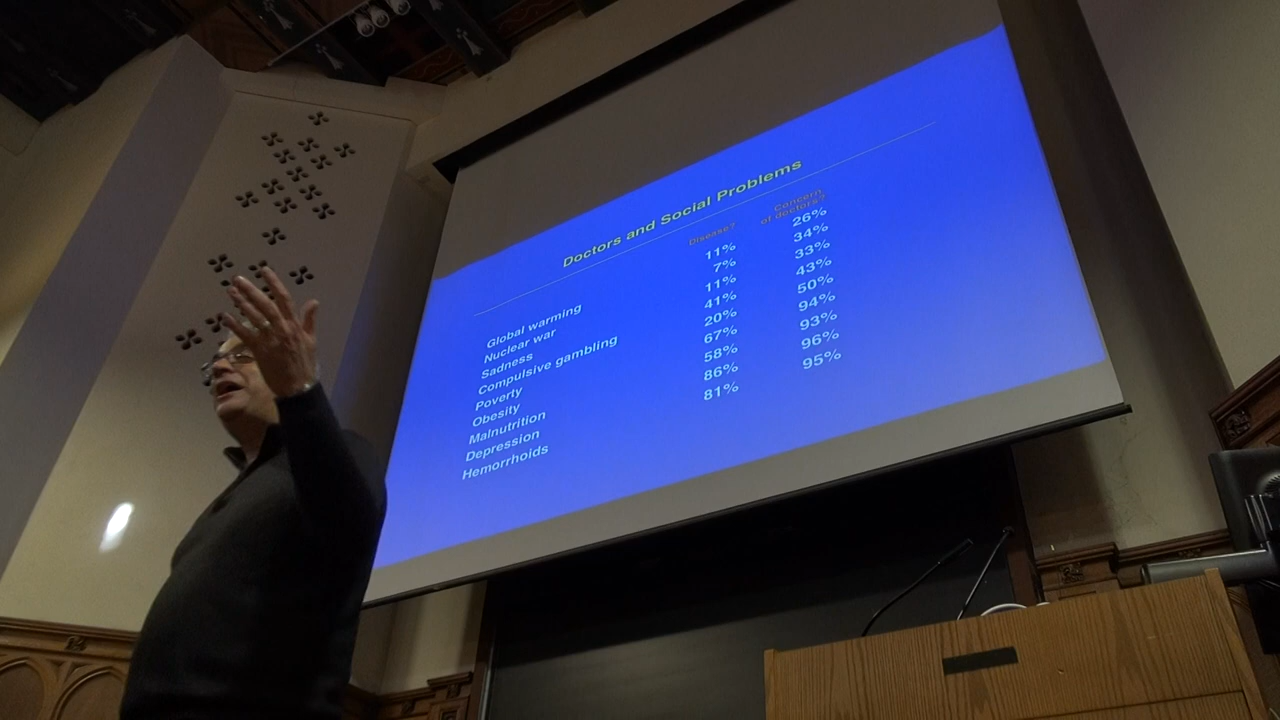 Doctors and Social Problems
Disease? Concern of doctors?
Global warming 11% 26%
Nuclear war 7% 34%
Sadness 11% 33%
Compulsive gambling 41% 43%
Poverty 20% 50%
Obesity 67% 94%
Malnutrition 58% 93%
Depression 86% 96%
Hemorrhoids 81% 95%